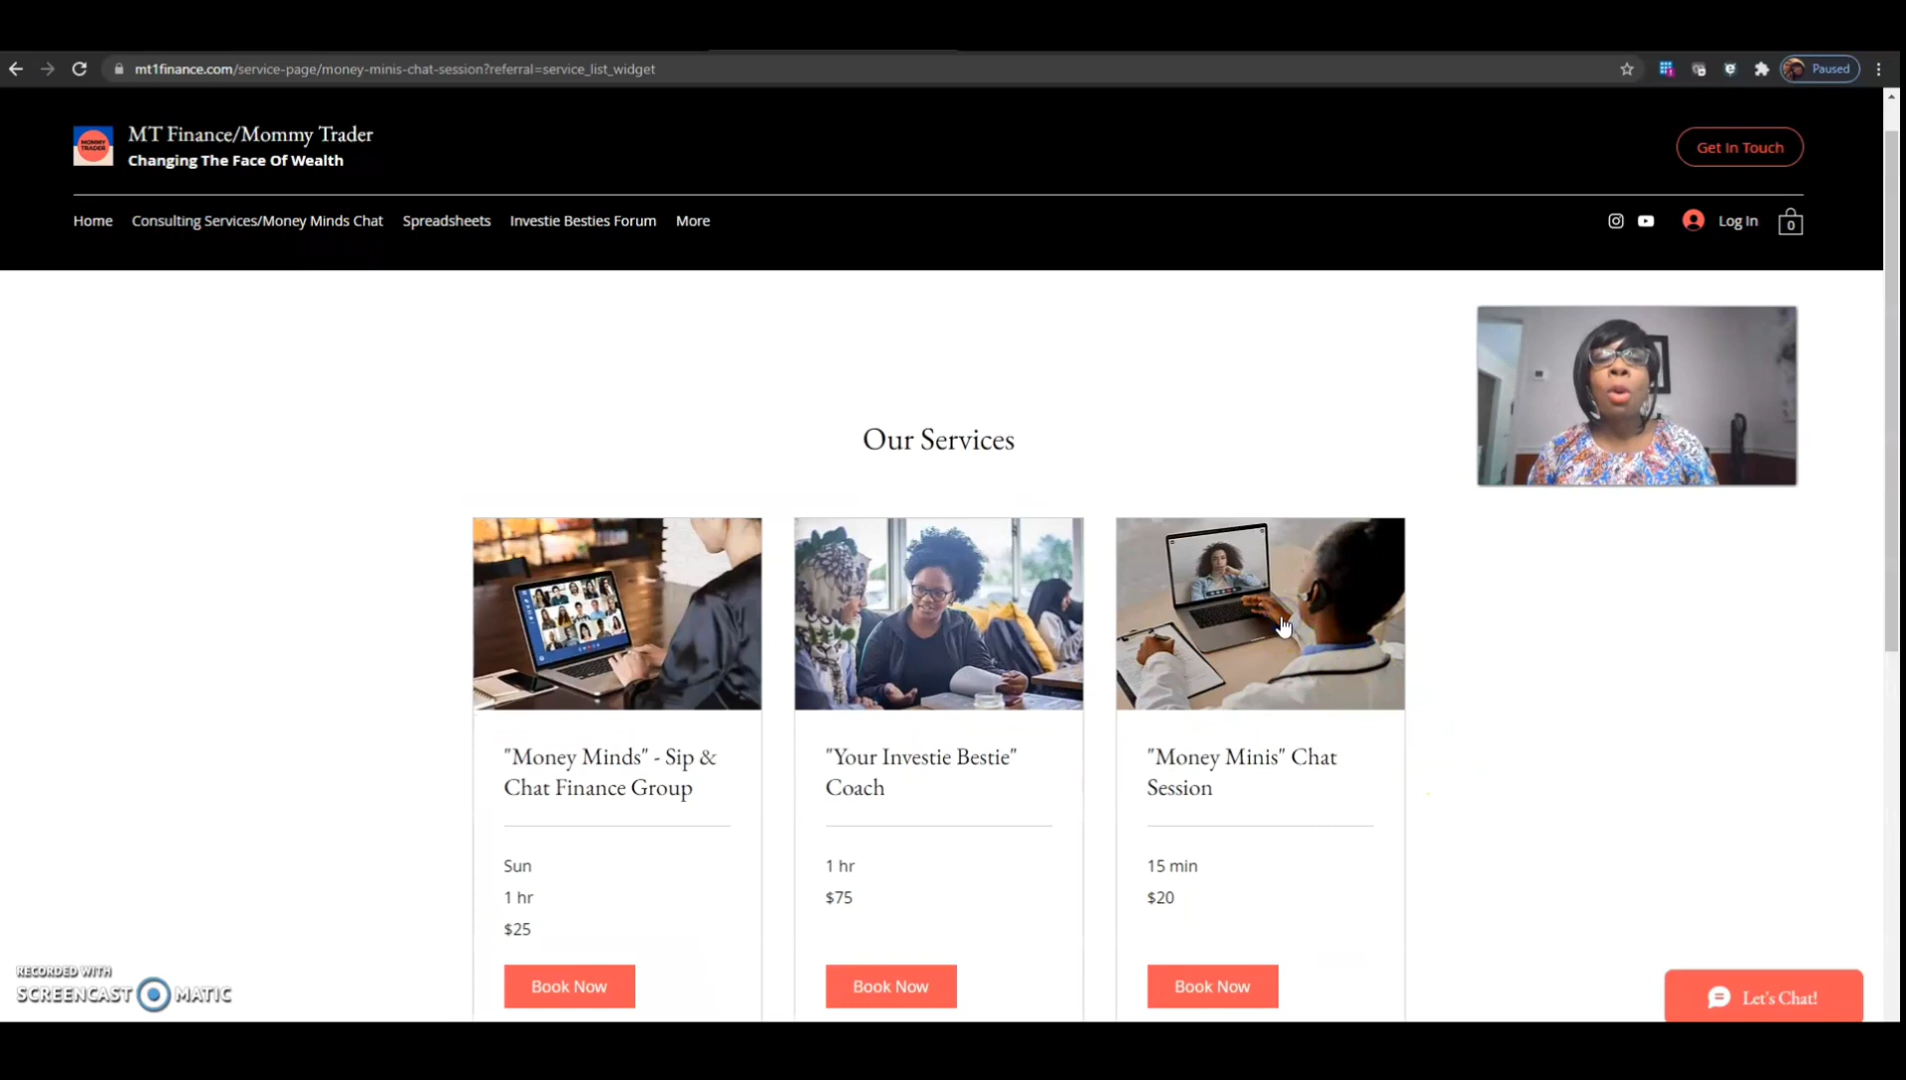 mt1finance.com/service-page/money-minis-chat-session?referral=service_list_widget
Paused
MOMMY
TRADER
MT Finance/Mommy Trader
Changing The Face Of Wealth
Get In Touch
Home Consulting Services/Money Minds Chat Spreadsheets Investie Besties Forum More
Log In 0
Our Services
"Money Minds" - Sip &
Chat Finance Group
Sun
1 hr
$25
Book Now
"Your Investie Bestie"
Coach
1 hr
$75
Book Now
"Money Minis" Chat
Session
15 min
$20
Book Now
RECORDED WITH
SCREENCAST MATIC
Let's Chat!